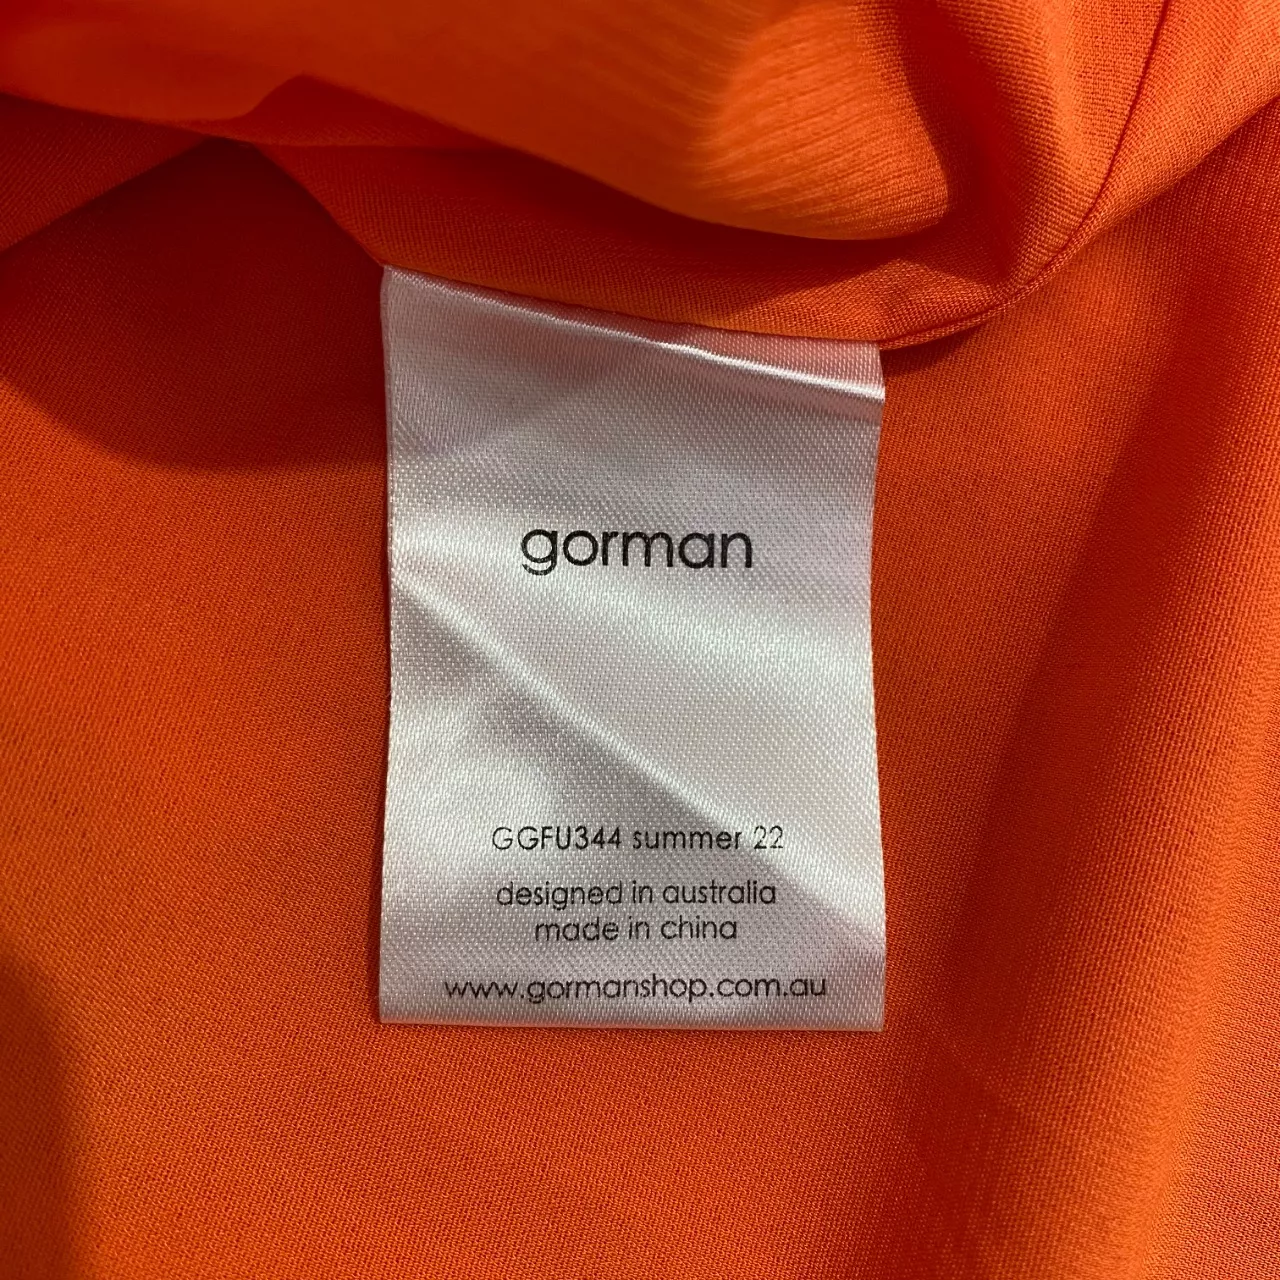 gorman
GGFU344 summer 22
designed in australia
made in china
www.gormanshop.com.au